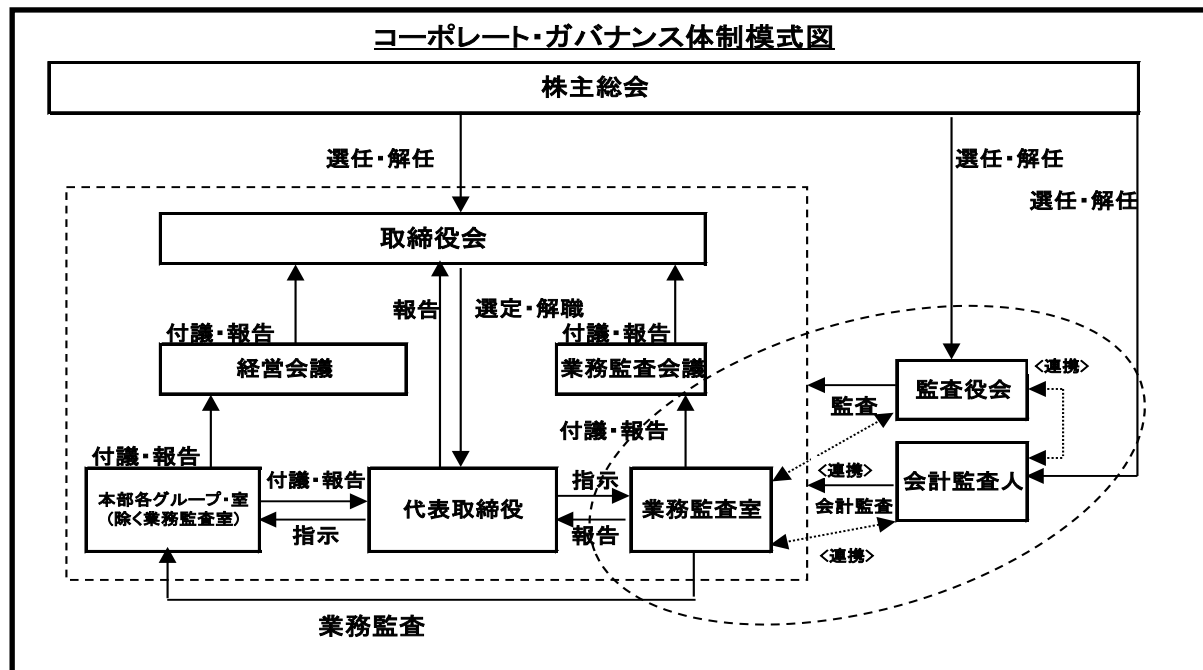 コーポレート・ガバナンス体制模式図
株主総会
選任・解任
選任・解任
選任・解任
取締役会
報告
選定・解職
付議・報告
付議・報告
経営会議
業務監査会議
<連携>
監査役会
監査
付議・報告
付議・報告
<連携>
本部各グループ・室
(除く業務監査室)
付議・報告
指示
代表取締役
指示
報告
業務監査室
会計監査人
会計監査
<連携>
業務監査